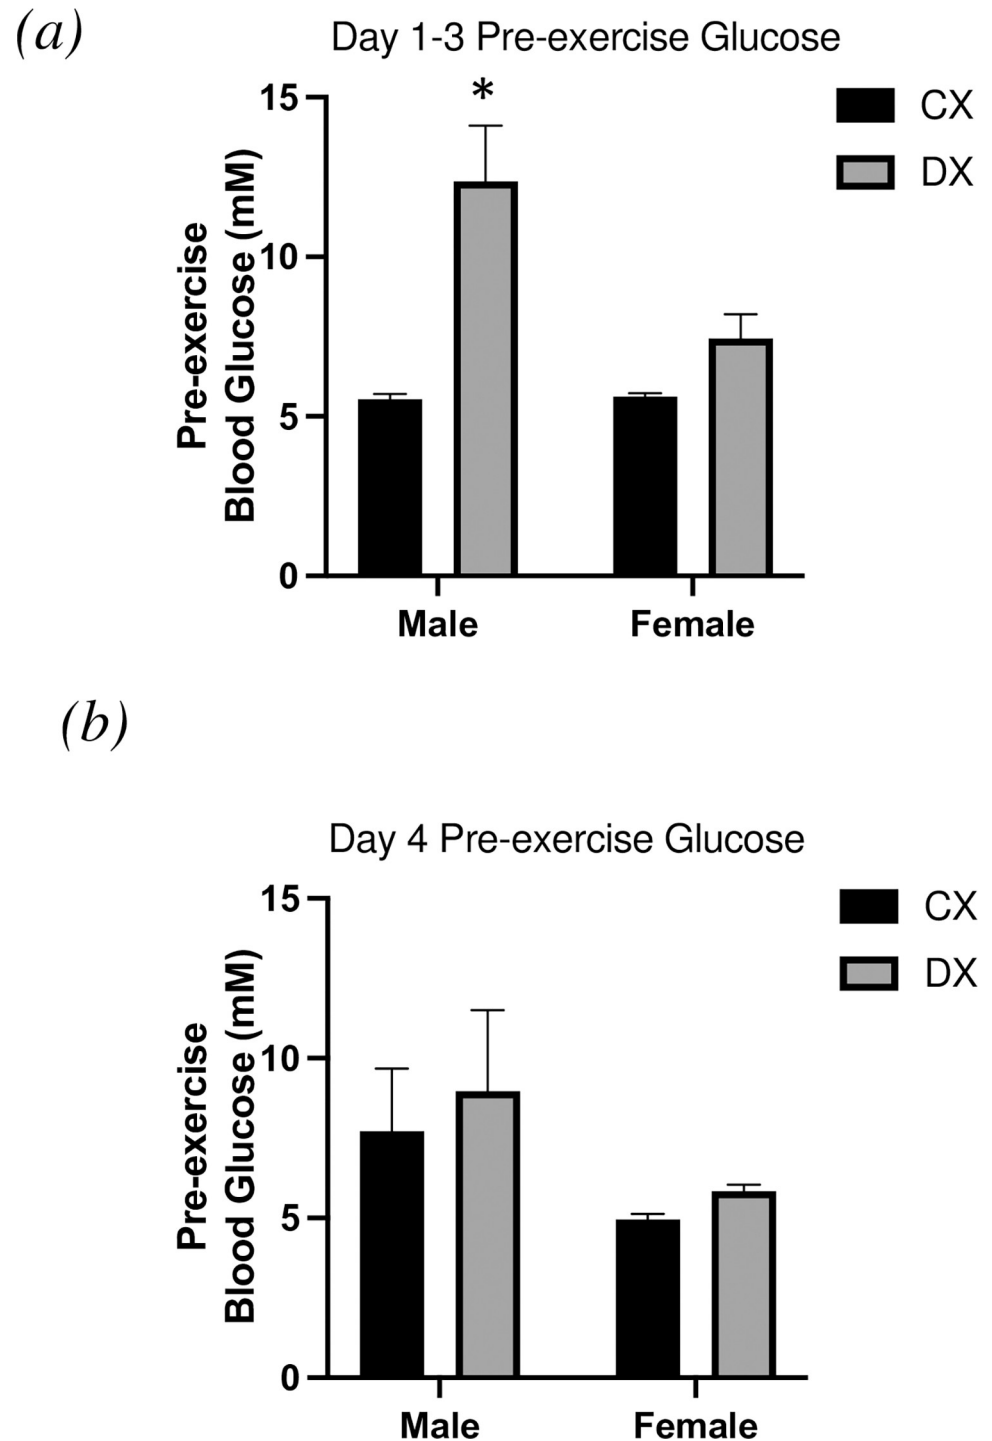 (a)
Day 1-3 Pre-exercise Glucose
*
CX
DX
Pre-exercise
Blood Glucose (mM)
15
10
5
0
Male Female
(b)
Day 4 Pre-exercise Glucose
CX
DX
Pre-exercise
Blood Glucose (mM)
15
10
5
0
Male Female